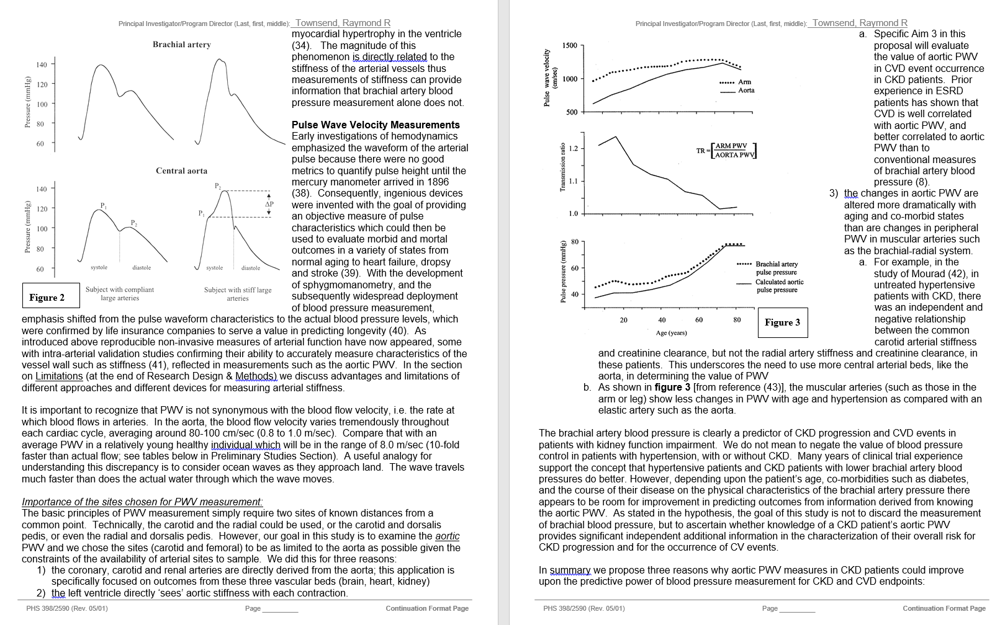 Principal Investigator/Program Director (Last, first, middle): Townsend, Raymond R
Brachial artery
Pressure (mmHg)
140
120
100
80
60
Central aorta
Pressure (mmHg)
140
120
100
80
60
P1
P2
systole
diastole
P2
P1
ΔP
systole
diastole
Subject with compliant
large arteries
Subject with stiff large
arteries
Figure 2
myocardial hypertrophy in the ventricle
(34). The magnitude of this
phenomenon is directly related to the
stiffness of the arterial vessels thus
measurements of stiffness can provide
information that brachial artery blood
pressure measurement alone does not.
Pulse Wave Velocity Measurements
Early investigations of hemodynamics
emphasized the waveform of the arterial
pulse because there were no good
metrics to quantify pulse height until the
mercury manometer arrived in 1896
(38). Consequently, ingenious devices
were invented with the goal of providing
an objective measure of pulse
characteristics which could then be
used to evaluate morbid and mortal
outcomes in a variety of states from
normal aging to heart failure, dropsy
and stroke (39). With the development
of sphygmomanometry, and the
subsequently widespread deployment
of blood pressure measurement,
emphasis shifted from the pulse waveform characteristics to the actual blood pressure levels, which
were confirmed by life insurance companies to serve a value in predicting longevity (40). As
introduced above reproducible non-invasive measures of arterial function have now appeared, some
with intra-arterial validation studies confirming their ability to accurately measure characteristics of the
vessel wall such as stiffness (41), reflected in measurements such as the aortic PWV. In the section
on Limitations (at the end of Research Design & Methods) we discuss advantages and limitations of
different approaches and different devices for measuring arterial stiffness.
It is important to recognize that PWV is not synonymous with the blood flow velocity, i.e. the rate at
which blood flows in arteries. In the aorta, the blood flow velocity varies tremendously throughout
each cardiac cycle, averaging around 80-100 cm/sec (0.8 to 1.0 m/sec). Compare that with an
average PWV in a relatively young healthy individual which will be in the range of 8.0 m/sec (10-fold
faster than actual flow; see tables below in Preliminary Studies Section). A useful analogy for
understanding this discrepancy is to consider ocean waves as they approach land. The wave travels
much faster than does the actual water through which the wave moves.
Importance of the sites chosen for PWV measurement:
The basic principles of PWV measurement simply require two sites of known distances from a
common point. Technically, the carotid and the radial could be used, or the carotid and dorsalis
pedis, or even the radial and dorsalis pedis. However, our goal in this study is to examine the aortic
PWV and we chose the sites (carotid and femoral) to be as limited to the aorta as possible given the
constraints of the availability of arterial sites to sample. We did this for three reasons:
1) the coronary, carotid and renal arteries are directly derived from the aorta; this application is
specifically focused on outcomes from these three vascular beds (brain, heart, kidney)
2) the left ventricle directly ‘sees’ aortic stiffness with each contraction.
PHS 398/2590 (Rev. 05/01) Page ________ Continuation Format Page
Principal Investigator/Program Director (Last, first, middle): Townsend, Raymond R
Pulse wave velocity
(cm/sec)
1500
1000
500
Arm
Aorta
Transmission ratio
1.2
1.1
1.0
TR = [ARM PWV
AORTA PWV]
Pulse pressure (mmHg)
80
60
40
Brachial artery
pulse pressure
Calculated aortic
pulse pressure
20 40 60 80
Age (years)
Figure 3
a. Specific Aim 3 in this
proposal will evaluate
the value of aortic PWV
in CVD event occurrence
in CKD patients. Prior
experience in ESRD
patients has shown that
CVD is well correlated
with aortic PWV, and
better correlated to aortic
PWV than to
conventional measures
of brachial artery blood
pressure (8).
3) the changes in aortic PWV are
altered more dramatically with
aging and co-morbid states
than are changes in peripheral
PWV in muscular arteries such
as the brachial-radial system.
a. For example, in the
study of Mourad (42), in
untreated hypertensive
patients with CKD, there
was an independent and
negative relationship
between the common
carotid arterial stiffness
and creatinine clearance, but not the radial artery stiffness and creatinine clearance, in
these patients. This underscores the need to use more central arterial beds, like the
aorta, in determining the value of PWV
b. As shown in figure 3 [from reference (43)], the muscular arteries (such as those in the
arm or leg) show less changes in PWV with age and hypertension as compared with an
elastic artery such as the aorta.
The brachial artery blood pressure is clearly a predictor of CKD progression and CVD events in
patients with kidney function impairment. We do not mean to negate the value of blood pressure
control in patients with hypertension, with or without CKD. Many years of clinical trial experience
support the concept that hypertensive patients and CKD patients with lower brachial artery blood
pressures do better. However, depending upon the patient’s age, co-morbidities such as diabetes,
and the course of their disease on the physical characteristics of the brachial artery pressure there
appears to be room for improvement in predicting outcomes from information derived from knowing
the aortic PWV. As stated in the hypothesis, the goal of this study is not to discard the measurement
of brachial blood pressure, but to ascertain whether knowledge of a CKD patient’s aortic PWV
provides significant independent additional information in the characterization of their overall risk for
CKD progression and for the occurrence of CV events.
In summary we propose three reasons why aortic PWV measures in CKD patients could improve
upon the predictive power of blood pressure measurement for CKD and CVD endpoints:
PHS 398/2590 (Rev. 05/01) Page ________ Continuation Format Page